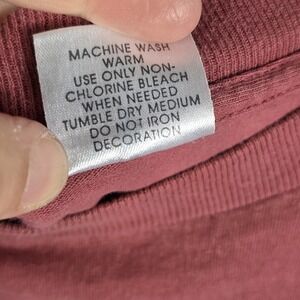 MACHINE WASH
WARM
USE ONLY NON-
CHLORINE BLEACH
WHEN NEEDED
TUMBLE DRY MEDIUM
DO NOT IRON
DECORATION